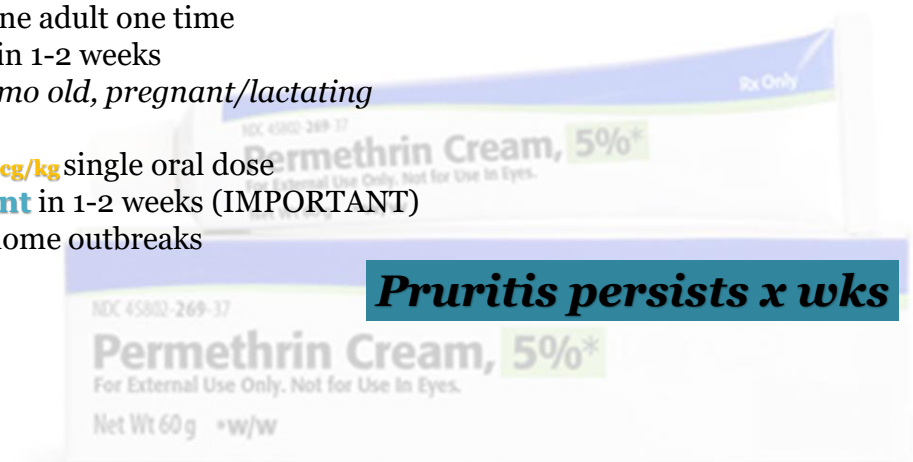 ne adult one time
in 1-2 weeks
mo old, pregnant/lactating
Rx Only
NDC 45802-269-37
Permethrin Cream, 5%*
cg/kg single oral dose
For External Use Only. Not for Use in Eyes.
nt in 1-2 weeks (IMPORTANT)
ome outbreaks
Pruritis persists x wks
NDC 45802-269-37
Permethrin Cream, 5%*
For External Use Only. Not for Use In Eyes.
Net Wt 60 g *w/w